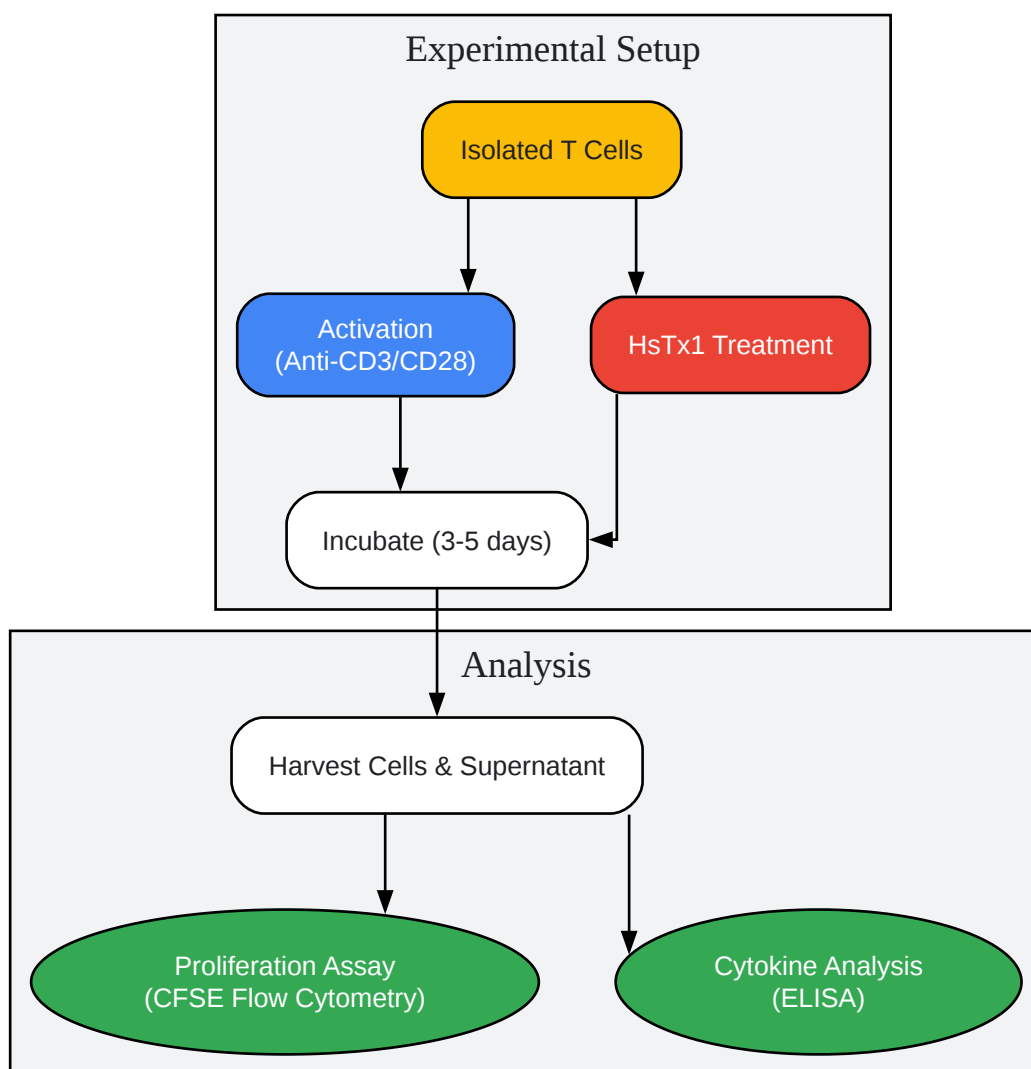 Experimental Setup
Isolated T Cells
Activation
(Anti-CD3/CD28)
HsTx1 Treatment
Incubate (3-5 days)
Analysis
Harvest Cells & Supernatant
Proliferation Assay
(CFSE Flow Cytometry)
Cytokine Analysis
(ELISA)